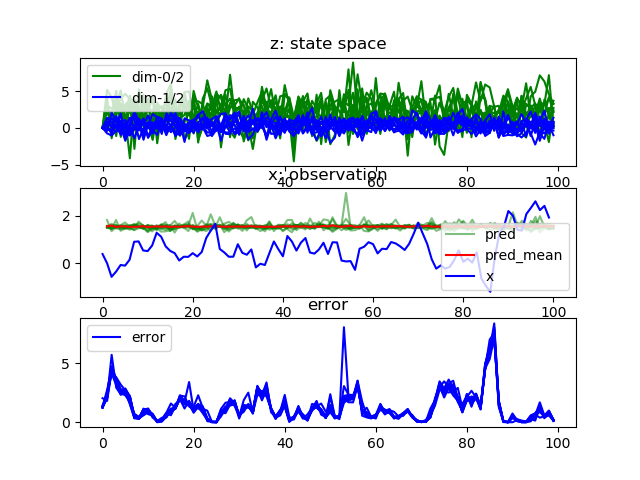 z: state space
dim-0/2
dim-1/2
5
0
−5
0 20 40 60 80 100
x: observation
2
0
pred
pred_mean
x
0 20 40 60 80 100
error
error
5
0
0 20 40 60 80 100